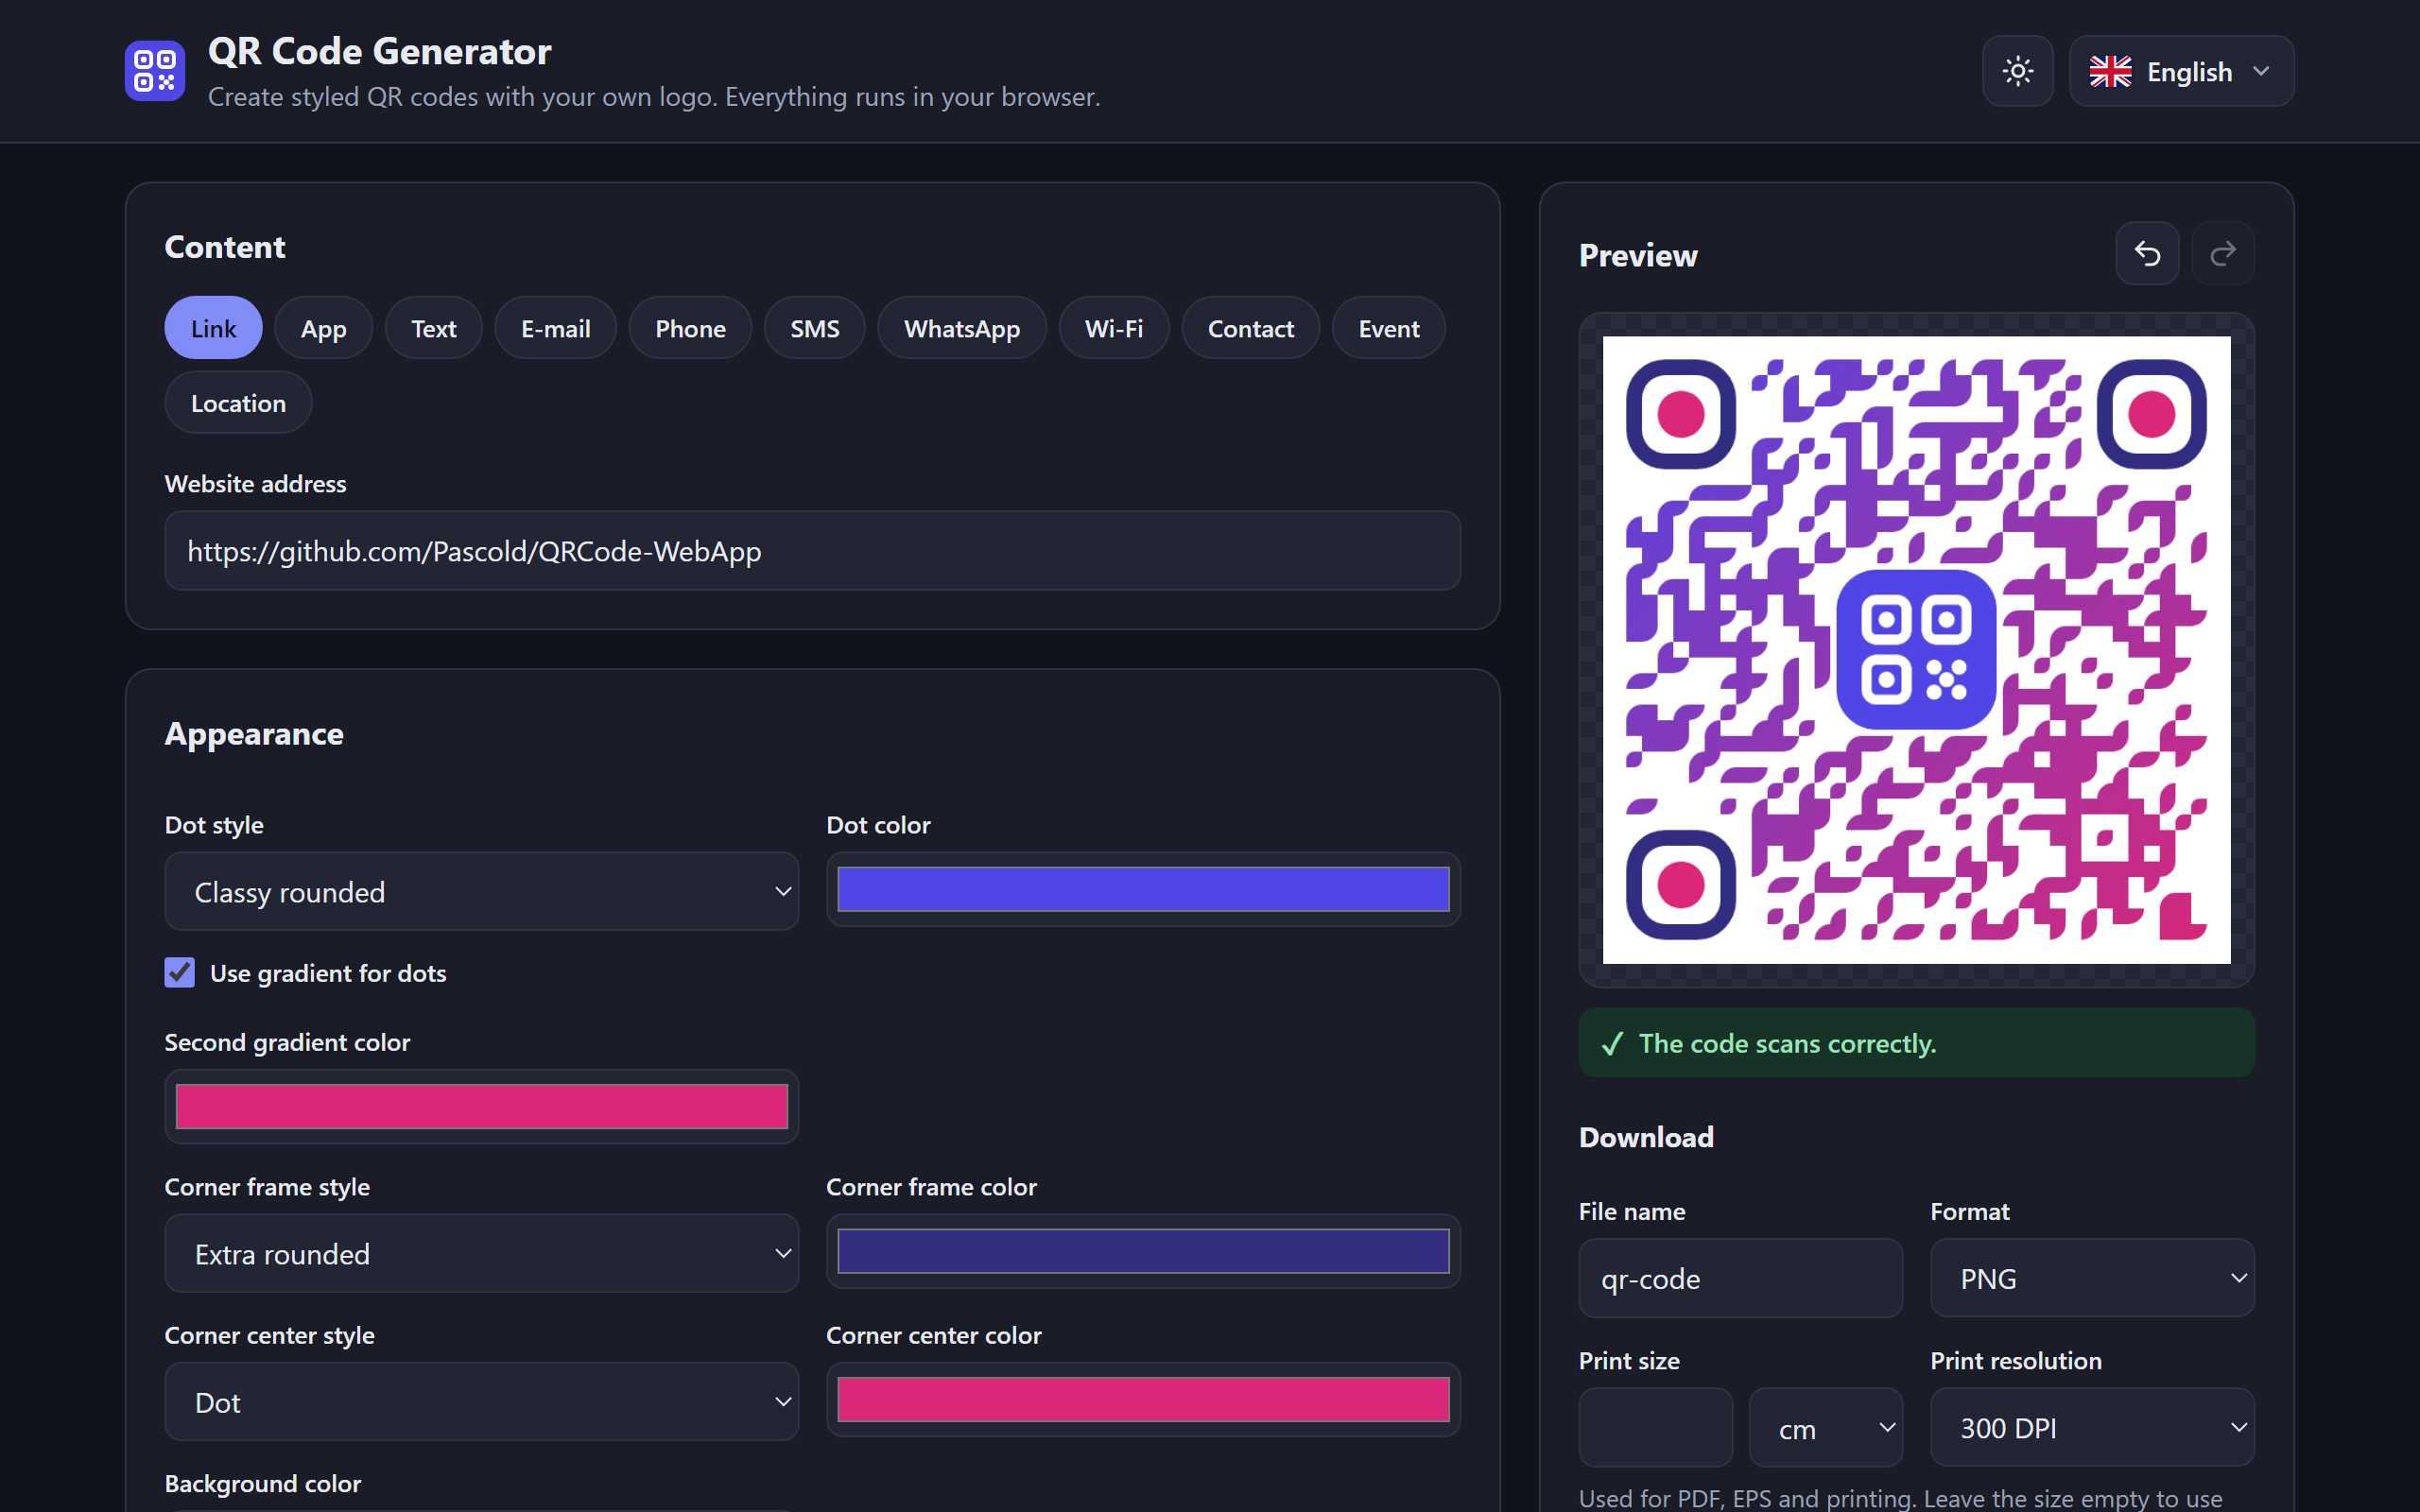 QR Code Generator
Create styled QR codes with your own logo. Everything runs in your browser.
English
Content
Link
App
Text
E-mail
Phone
SMS
WhatsApp
Wi-Fi
Contact
Event
Location
Website address
https://github.com/Pascold/QRCode-WebApp
Appearance
Dot style
Dot color
Classy rounded
Use gradient for dots
Second gradient color
Corner frame style
Corner frame color
Extra rounded
Corner center style
Corner center color
Dot
Background color
Preview
The code scans correctly.
Download
File name
Format
qr-code
PNG
Print size
Print resolution
cm
300 DPI
Used for PDF, EPS and printing. Leave the size empty to use